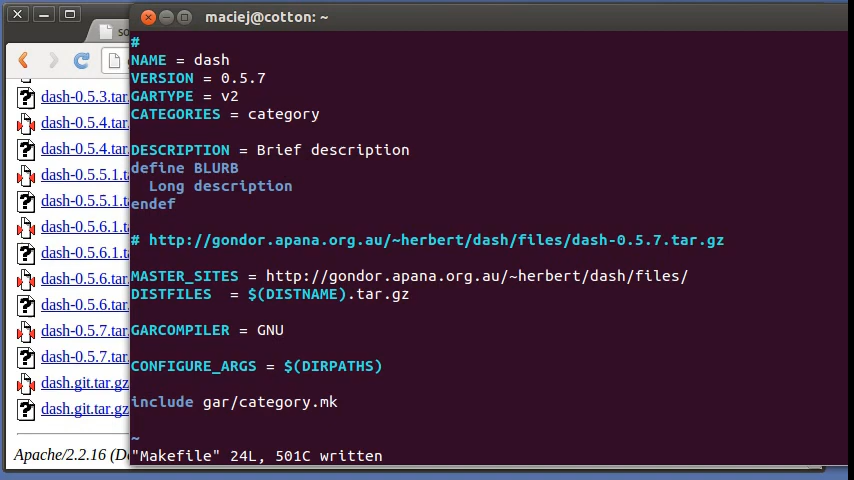 maciej@cotton: ~
so
#
NAME = dash
VERSION = 0.5.7
GARTYPE = v2
CATEGORIES = category
DESCRIPTION = Brief description
define BLURB
  Long description
endef
# http://gondor.apana.org.au/~herbert/dash/files/dash-0.5.7.tar.gz
MASTER_SITES = http://gondor.apana.org.au/~herbert/dash/files/
DISTFILES  = $(DISTNAME).tar.gz
GARCOMPILER = GNU
CONFIGURE_ARGS = $(DIRPATHS)
include gar/category.mk
~
"Makefile" 24L, 501C written
dash-0.5.3.tar.
dash-0.5.4.tar.
dash-0.5.4.tar.
dash-0.5.5.1.ta
dash-0.5.5.1.ta
dash-0.5.6.1.ta
dash-0.5.6.1.ta
dash-0.5.6.tar.
dash-0.5.6.tar.
dash-0.5.7.tar.
dash-0.5.7.tar.
dash.git.tar.gz
dash.git.tar.gz
Apache/2.2.16 (De